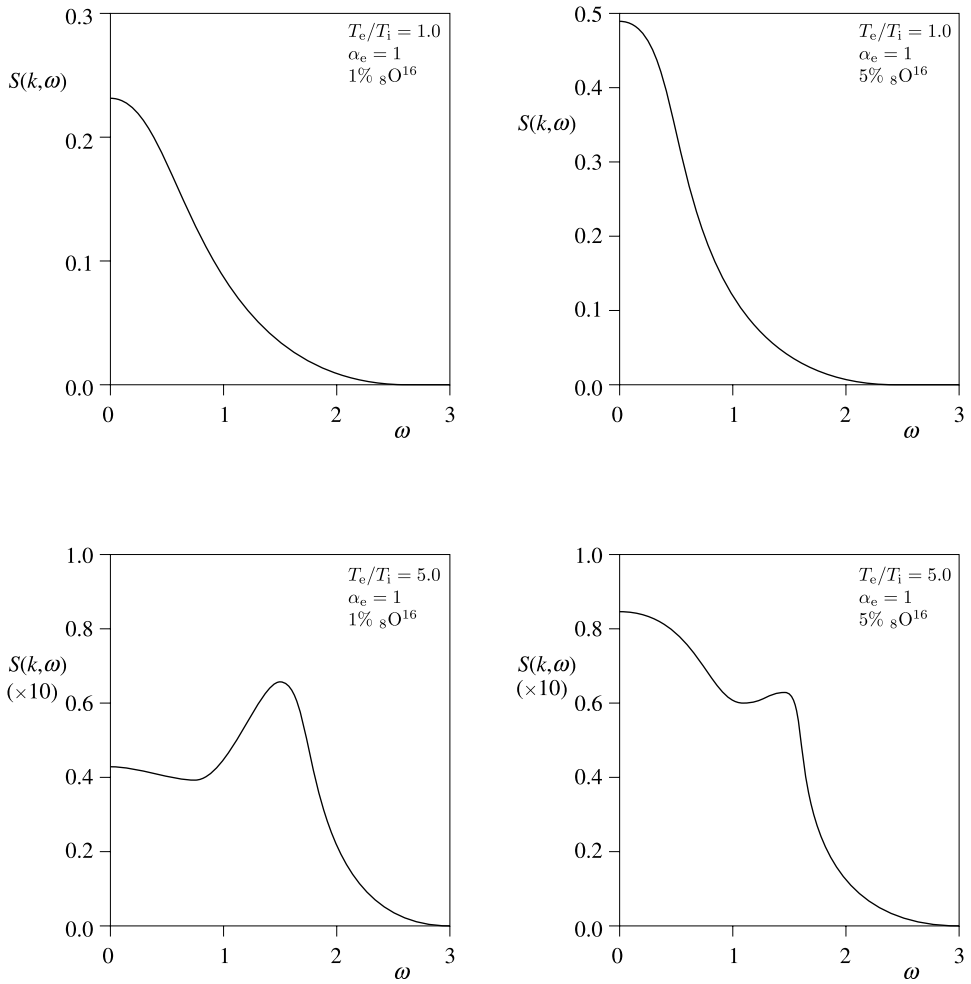 0.3
T_e/T_i = 1.0
α_e = 1
1% ₈O¹⁶
S(k,ω)
0.2
0.1
0.0
0 1 2 3
ω
0.5
T_e/T_i = 1.0
α_e = 1
5% ₈O¹⁶
0.4
S(k,ω)
0.3
0.2
0.1
0.0
0 1 2 3
ω
1.0
T_e/T_i = 5.0
α_e = 1
1% ₈O¹⁶
0.8
S(k,ω)
(×10)
0.6
0.4
0.2
0.0
0 1 2 3
ω
1.0
T_e/T_i = 5.0
α_e = 1
5% ₈O¹⁶
0.8
S(k,ω)
(×10)
0.6
0.4
0.2
0.0
0 1 2 3
ω